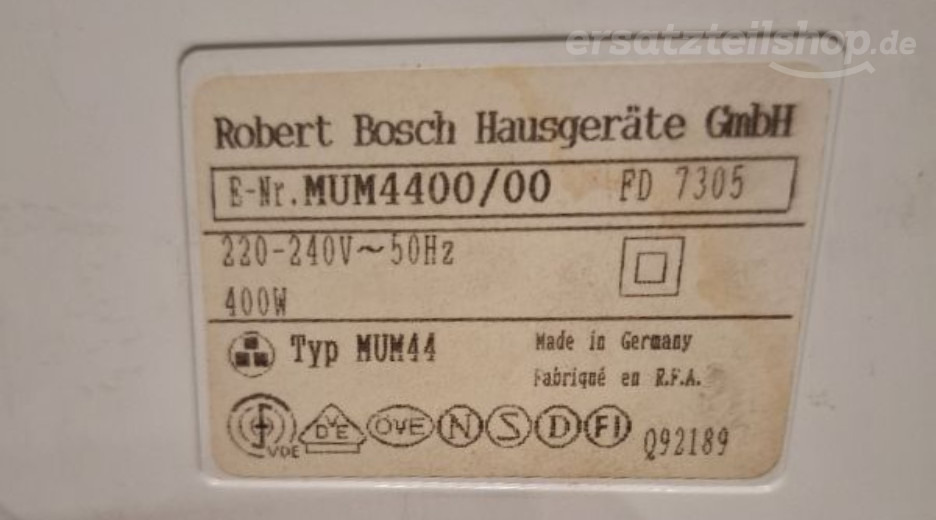 ersatzteilshop.de
Robert Bosch Hausgeräte GmbH
E-Nr. MUM4400/00 FD 7305
220-240V~50Hz
400W
Typ MUM44
Made in Germany
Fabriqué en R.F.A.
VDE DVE ÖVE N S D FI Q92189